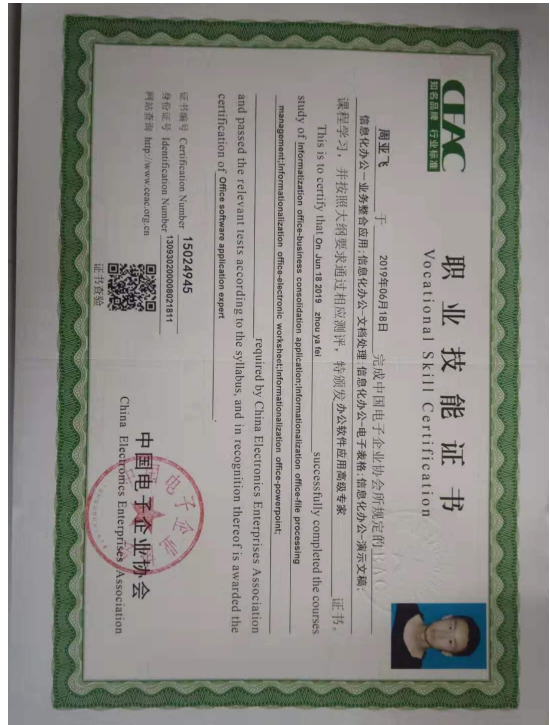 CEAC
知名品牌 行业标准
职业技能证书
Vocational Skill Certification
周亚飞 于 2019年06月18日 完成中国电子企业协会所规定的
信息化办公—业务整合应用;信息化办公—文档处理;信息化办公—电子表格;信息化办公—演示文稿;
课程学习，并按照大纲要求通过相应测评，特颁发办公软件应用高级专家 证书。
This is to certify that On Jun 18 2019 zhou ya fei successfully completed the courses
study of Informatization office-business consolidation application;Informationalization office-file processing
management;Informationalization office-electronic worksheet;Informationalization office-powerpoint;
required by China Electronics Enterprises Association
and passed the relevant tests according to the syllabus, and in recognition thereof is awarded the
certification of Office software application expert.
证书编号 Certification Number 15024945
身份证号 Identification Number 130930200008021811
网站查询 http://www.ceac.org.cn
证书查验
中国电子企业协会
China Electronics Enterprises Association